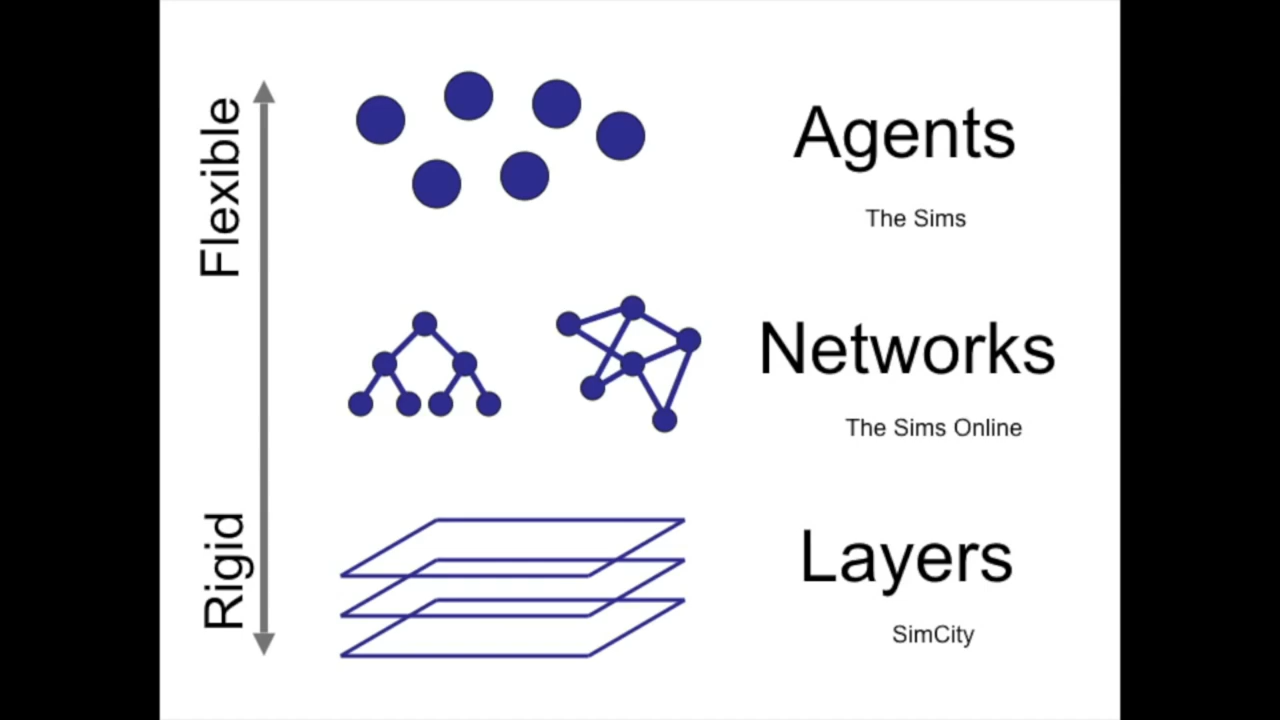 Flexible
Agents
The Sims
Networks
The Sims Online
Rigid
Layers
SimCity